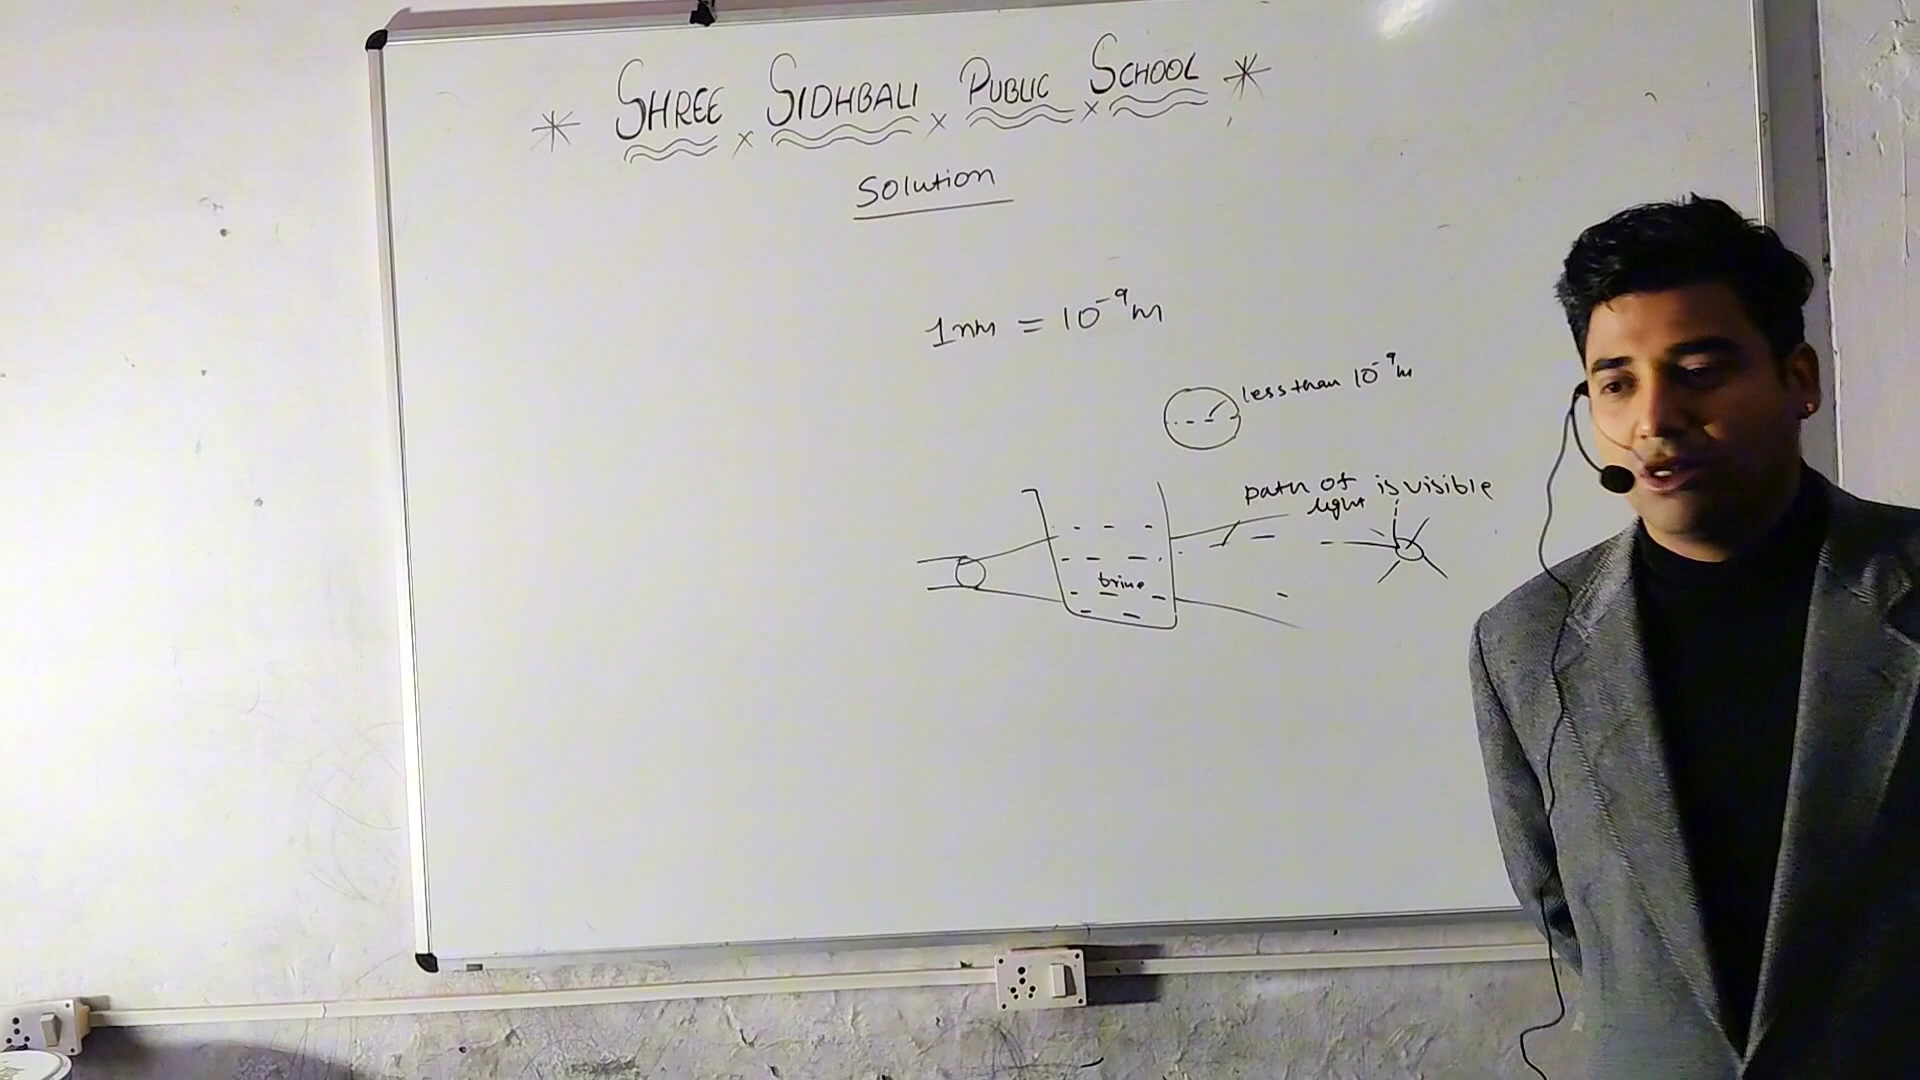 * SHREE SIDHBALI PUBLIC SCHOOL *
Solution
1nm = 10⁻⁹m
less than 10⁻⁹m
path of light is visible
brine